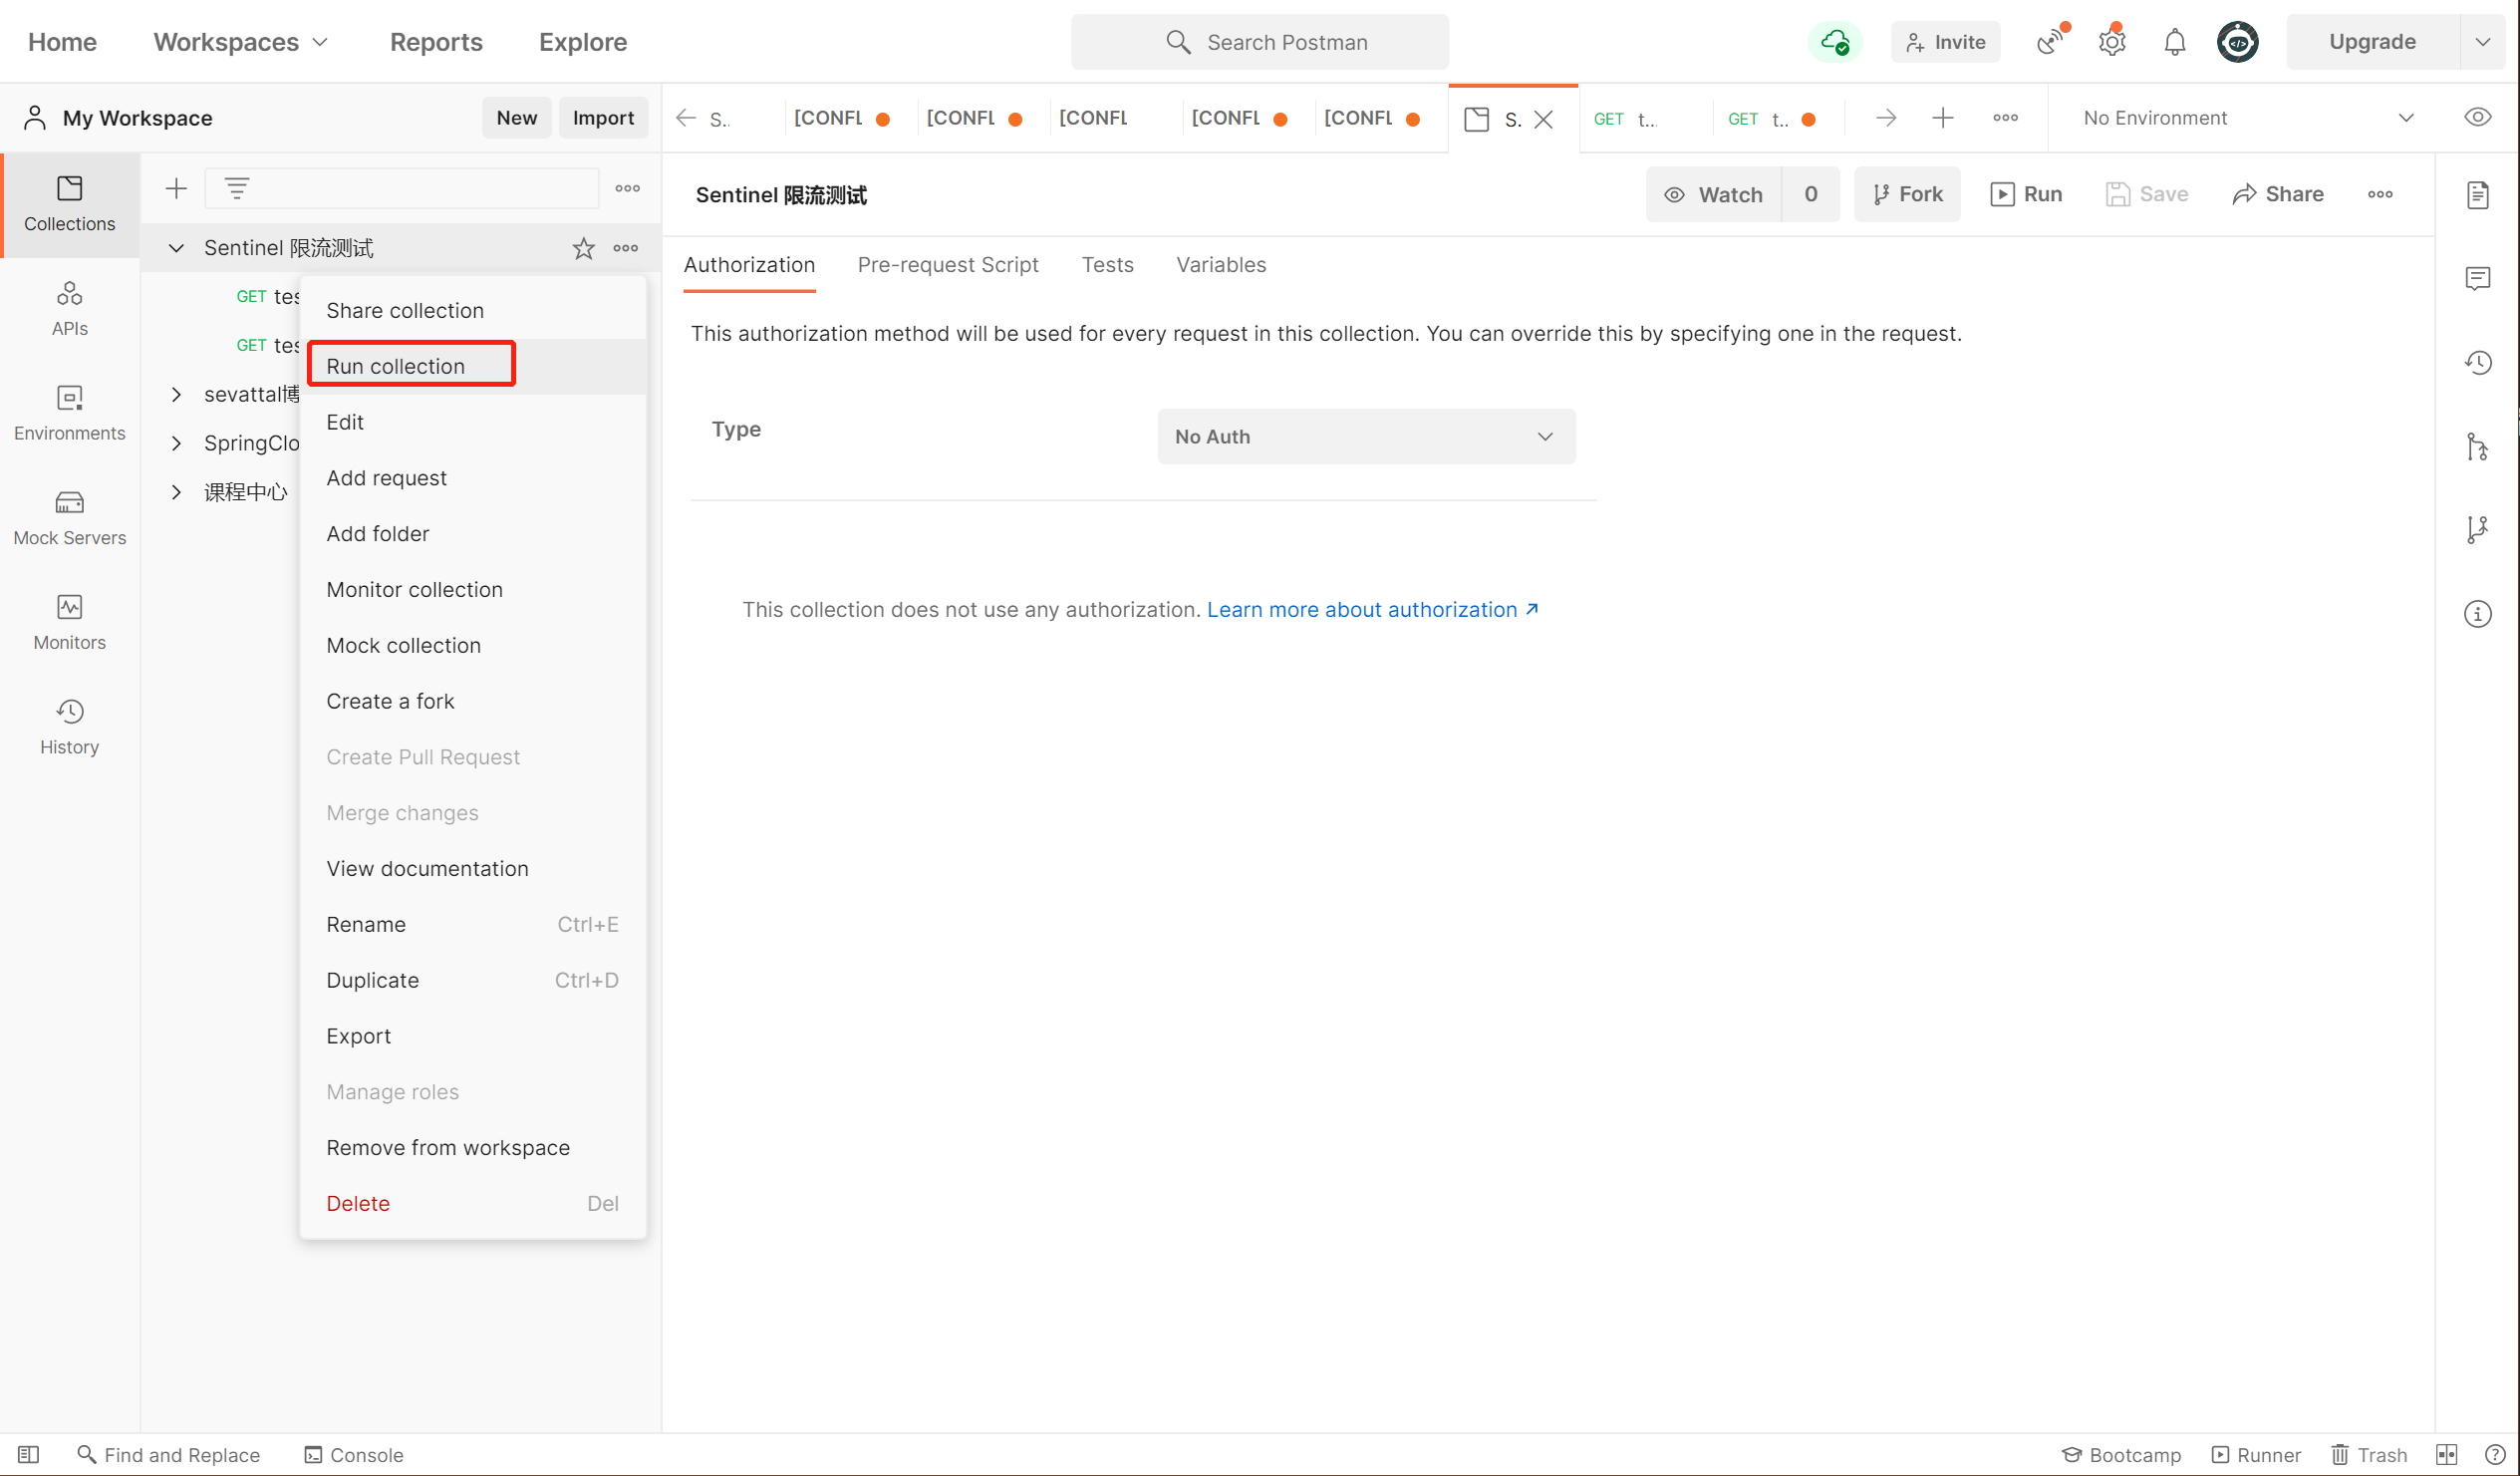 Home Workspaces Reports Explore Search Postman Invite Upgrade
My Workspace New Import S.. [CONFL [CONFL [CONFL [CONFL [CONFL S. GET t... GET t.. No Environment
Sentinel 限流测试 Watch 0 Fork Run Save Share
Collections
APIs
Environments
Mock Servers
Monitors
History
Sentinel 限流测试
GET tes
GET tes
sevattal博
SpringClo
课程中心
Share collection
Run collection
Edit
Add request
Add folder
Monitor collection
Mock collection
Create a fork
Create Pull Request
Merge changes
View documentation
Rename Ctrl+E
Duplicate Ctrl+D
Export
Manage roles
Remove from workspace
Delete Del
Authorization Pre-request Script Tests Variables
This authorization method will be used for every request in this collection. You can override this by specifying one in the request.
Type No Auth
This collection does not use any authorization. Learn more about authorization ↗
Find and Replace Console Bootcamp Runner Trash